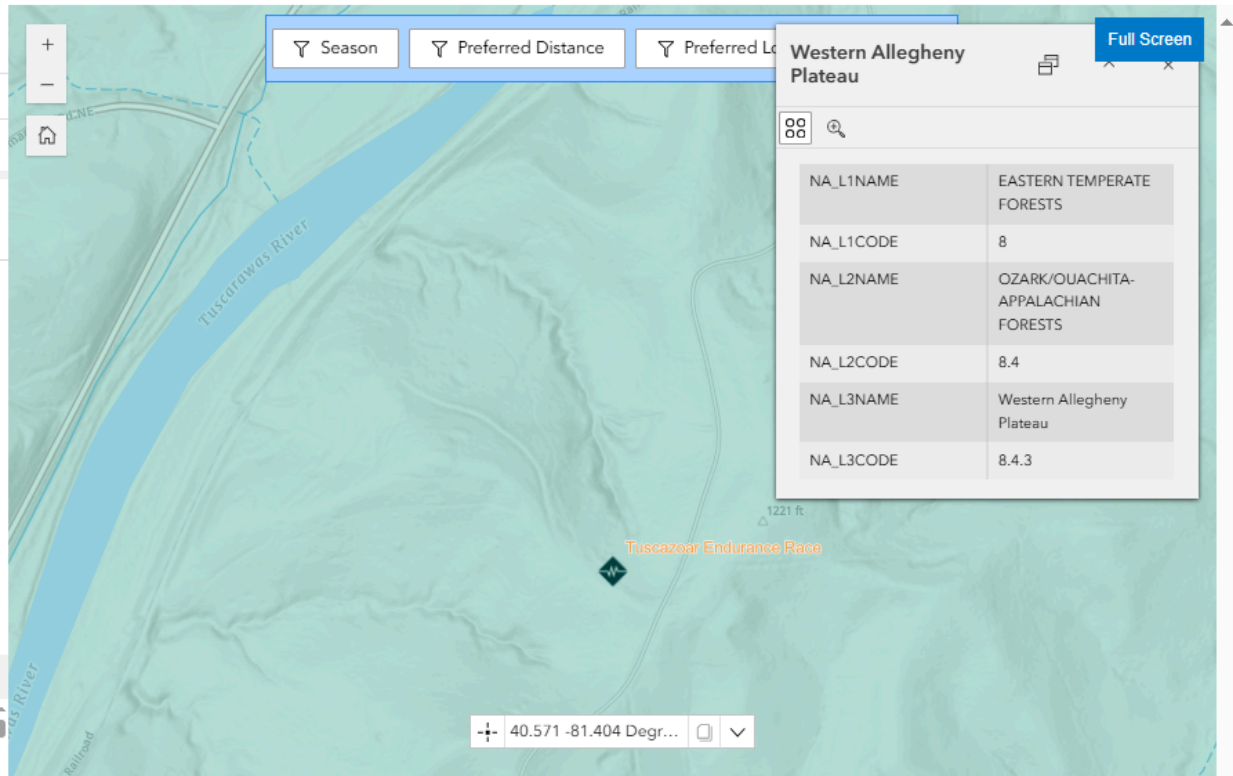 +
−
Season
Preferred Distance
Preferred Lo
Full Screen
Western Allegheny
Plateau
NA_L1NAME
EASTERN TEMPERATE
FORESTS
NA_L1CODE
8
NA_L2NAME
OZARK/OUACHITA-
APPALACHIAN
FORESTS
NA_L2CODE
8.4
NA_L3NAME
Western Allegheny
Plateau
NA_L3CODE
8.4.3
NE
Tuscarawas River
1221 ft
Tuscazoar Endurance Race
River
Railroad
40.571 -81.404 Degr...